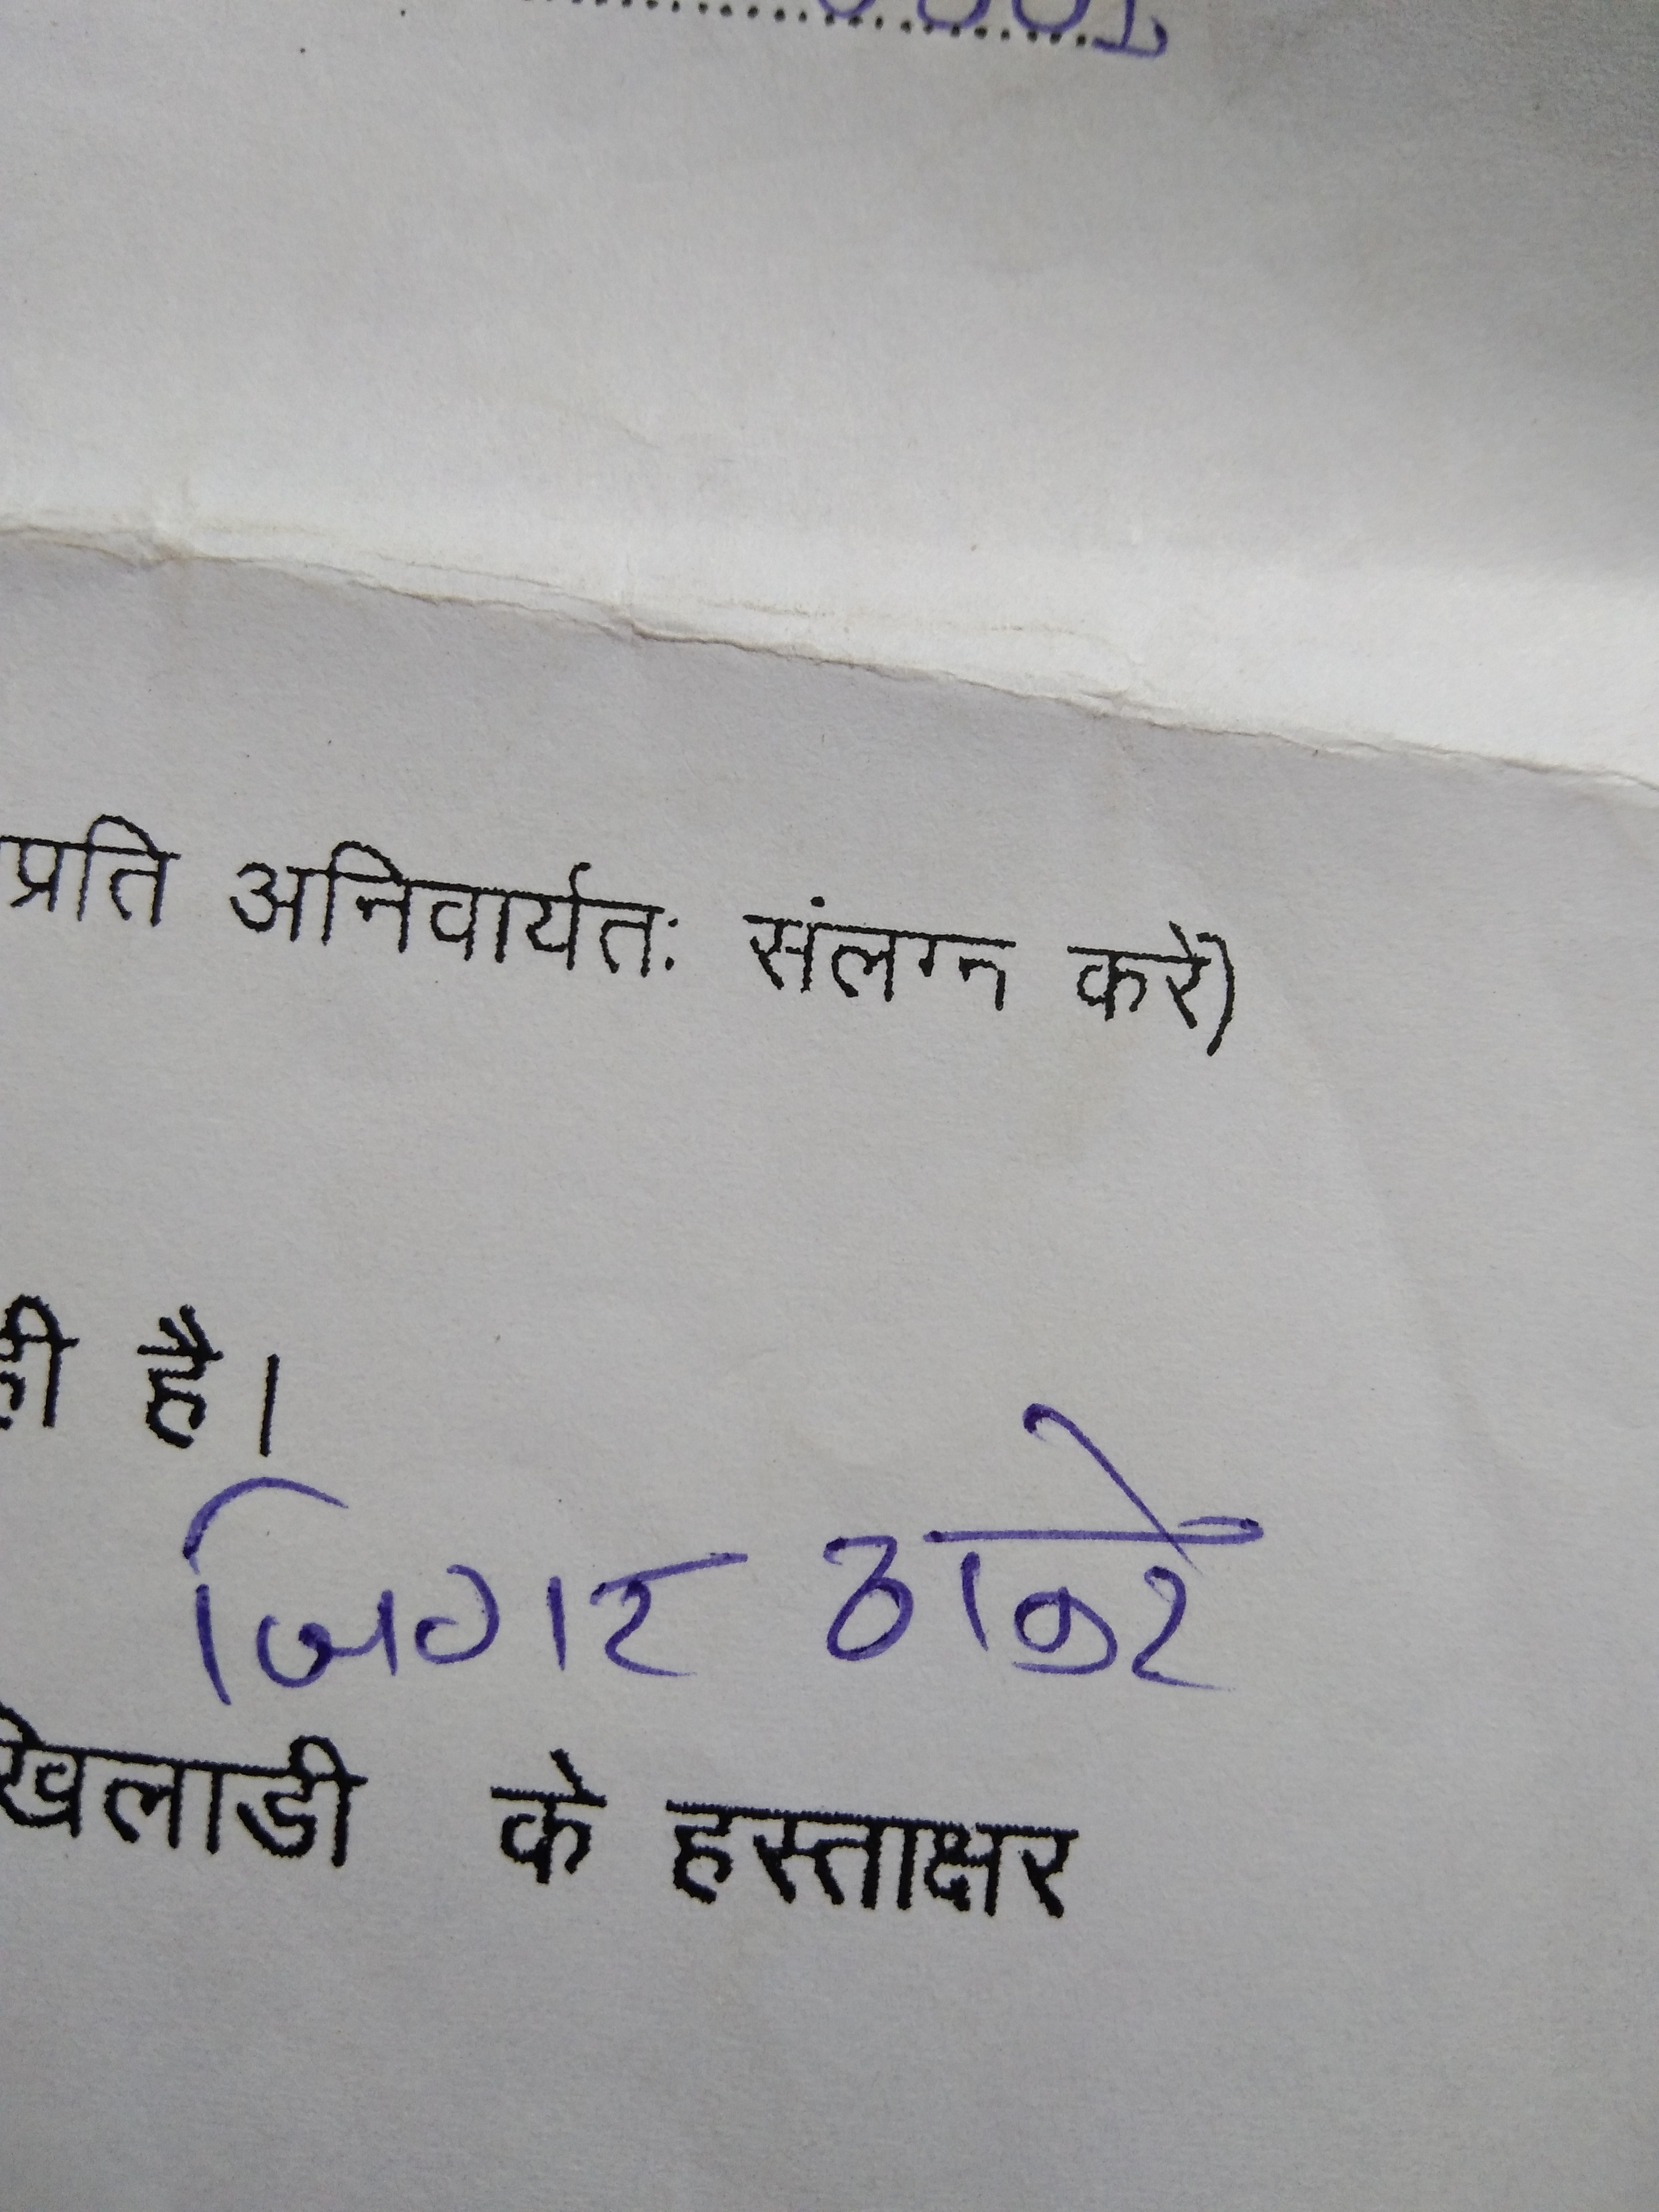 प्रति अनिवार्यतः संलग्न करें)
है।
जिगर ठाकरे
खिलाडी के हस्ताक्षर